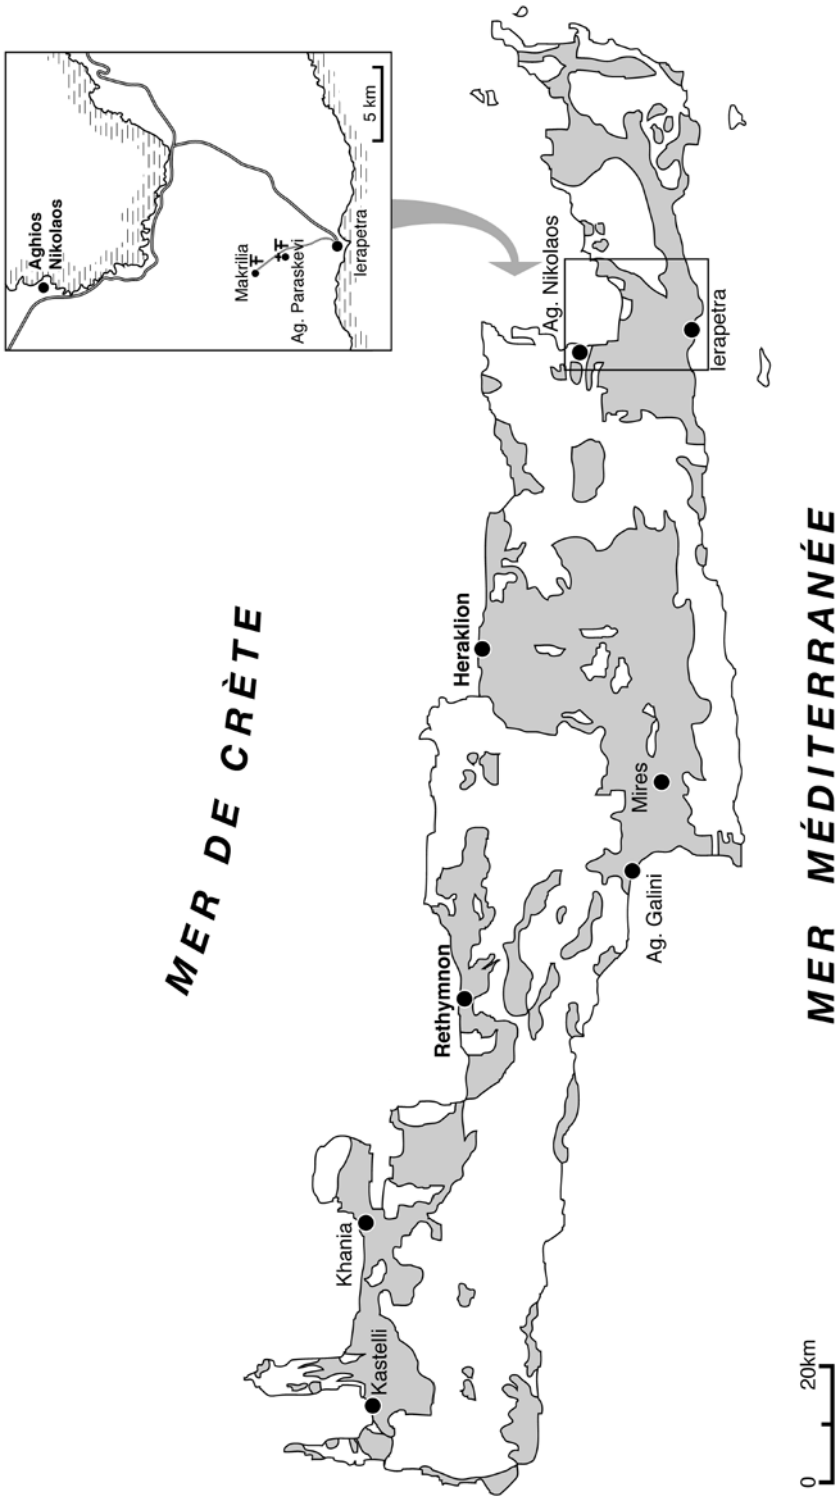 MER DE CRÈTE
MER MÉDITERRANÉE
Kastelli
Khania
Rethymnon
Ag. Galini
Mires
Heraklion
Ag. Nikolaos
Ierapetra
0
20km
Aghios
Nikolaos
Makrilia
Ag. Paraskevi
Ierapetra
5 km